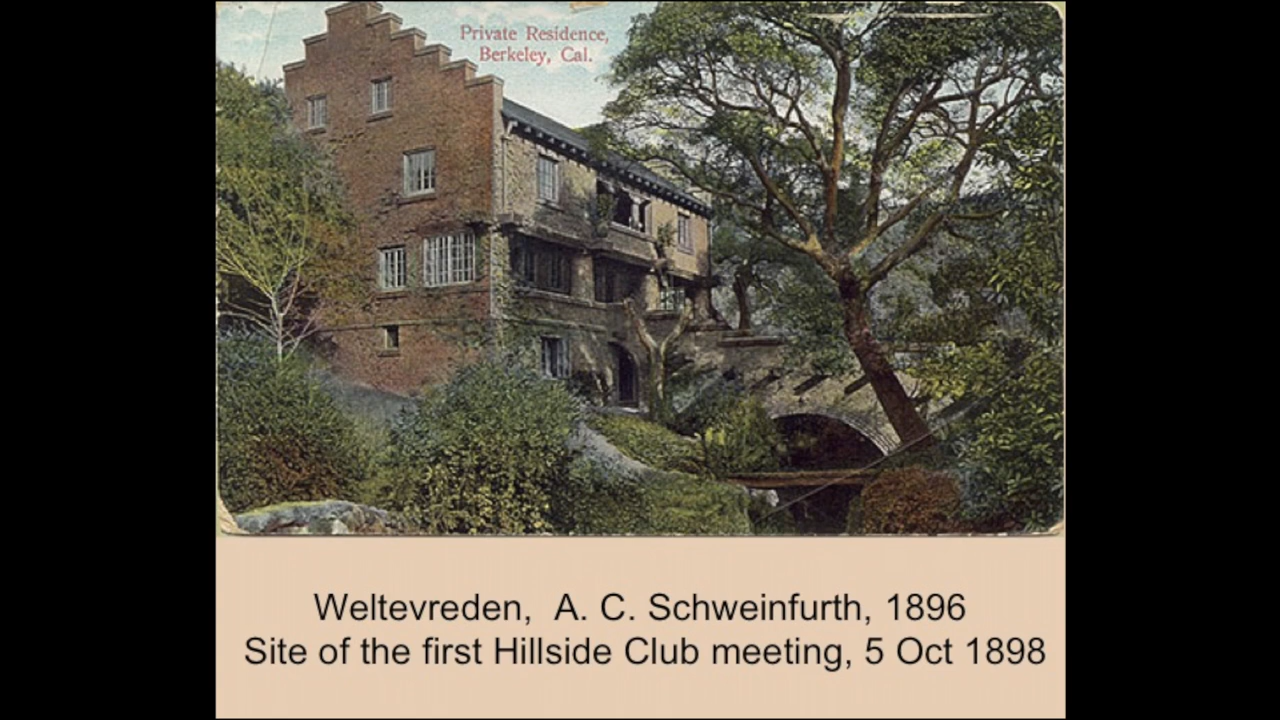 Private Residence,
Berkeley, Cal.
Weltevreden,  A. C. Schweinfurth, 1896
Site of the first Hillside Club meeting, 5 Oct 1898